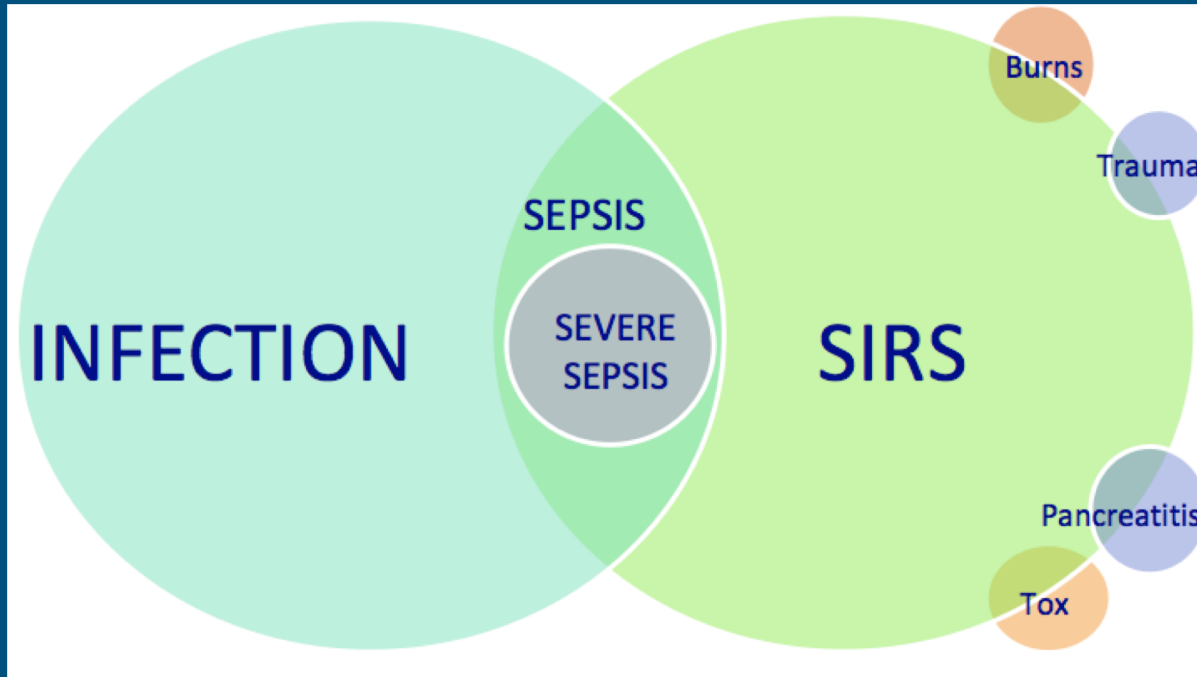 Burns
Trauma
SEPSIS
INFECTION
SEVERE
SEPSIS
SIRS
Pancreatitis
Tox